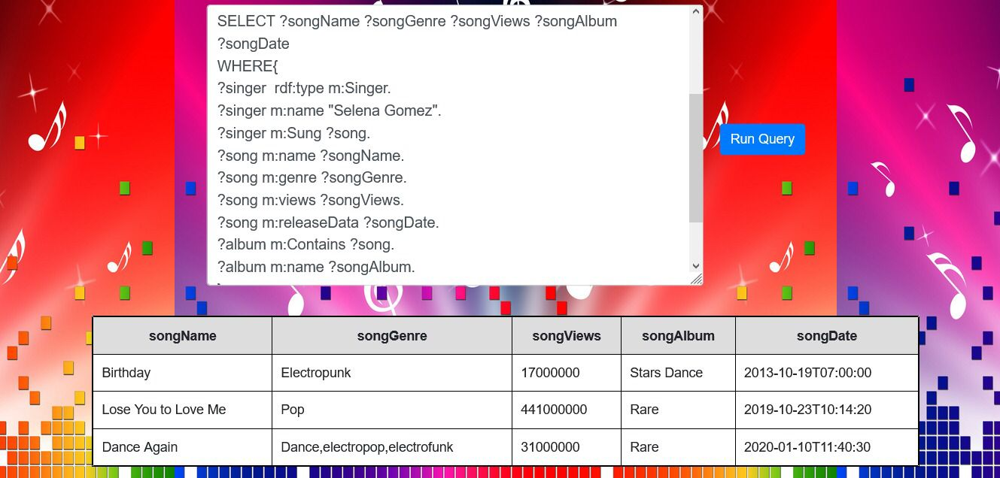 SELECT ?songName ?songGenre ?songViews ?songAlbum
?songDate
WHERE{
?singer  rdf:type m:Singer.
?singer m:name "Selena Gomez".
?singer m:Sung ?song.
?song m:name ?songName.
?song m:genre ?songGenre.
?song m:views ?songViews.
?song m:releaseData ?songDate.
?album m:Contains ?song.
?album m:name ?songAlbum.
Run Query
songName songGenre songViews songAlbum songDate
Birthday Electropunk 17000000 Stars Dance 2013-10-19T07:00:00
Lose You to Love Me Pop 441000000 Rare 2019-10-23T10:14:20
Dance Again Dance,electropop,electrofunk 31000000 Rare 2020-01-10T11:40:30